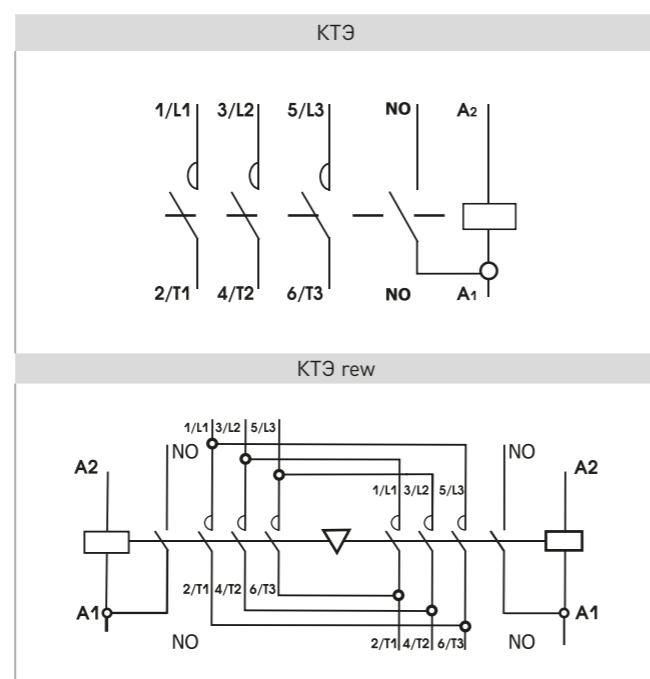 КТЭ
1/L1 3/L2 5/L3 NO A2
2/T1 4/T2 6/T3 NO A1
КТЭ rew
1/L1 3/L2 5/L3
NO NO
A2 A2
1/L1 3/L2 5/L3
2/T1 4/T2 6/T3
A1 A1
NO 2/T1 4/T2 6/T3 NO